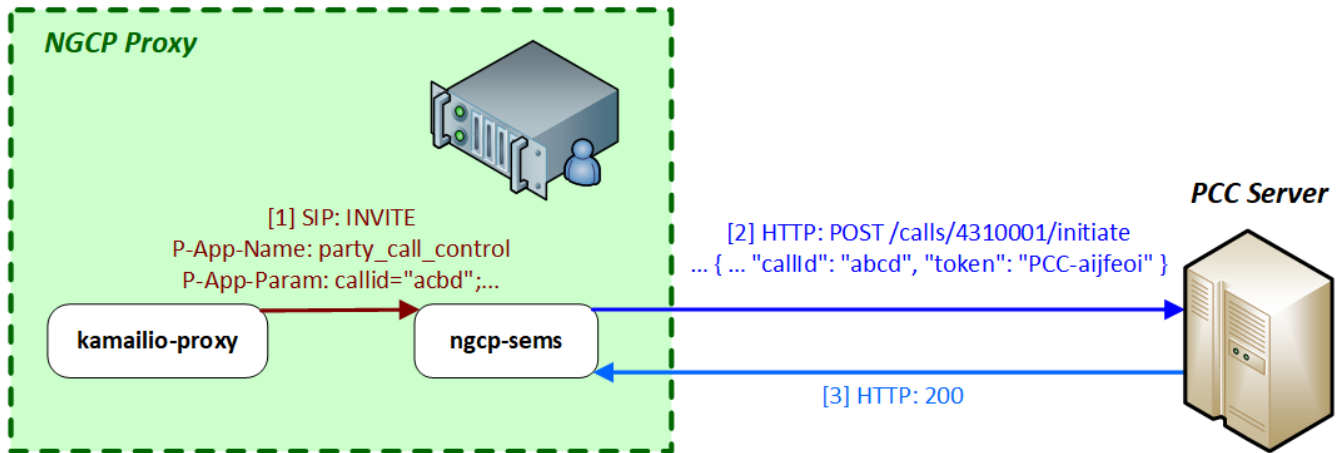 NGCP Proxy
[1] SIP: INVITE
P-App-Name: party_call_control
P-App-Param: callid="acbd";...
kamailio-proxy
ngcp-sems
PCC Server
[2] HTTP: POST /calls/4310001/initiate
... { ... "callId": "abcd", "token": "PCC-aijfeoi" }
[3] HTTP: 200